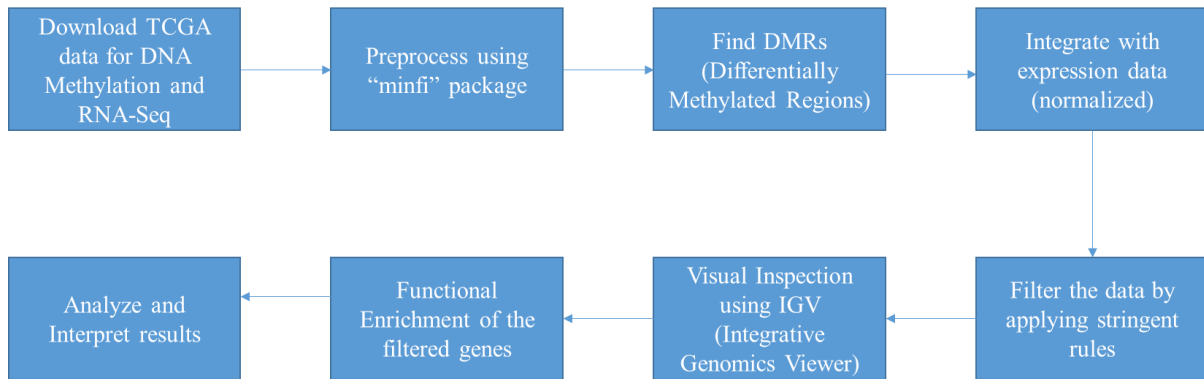 Download TCGA
data for DNA
Methylation and
RNA-Seq
Preprocess using
“minfi” package
Find DMRs
(Differentially
Methylated Regions)
Integrate with
expression data
(normalized)
Filter the data by
applying stringent
rules
Visual Inspection
using IGV
(Integrative
Genomics Viewer)
Functional
Enrichment of the
filtered genes
Analyze and
Interpret results